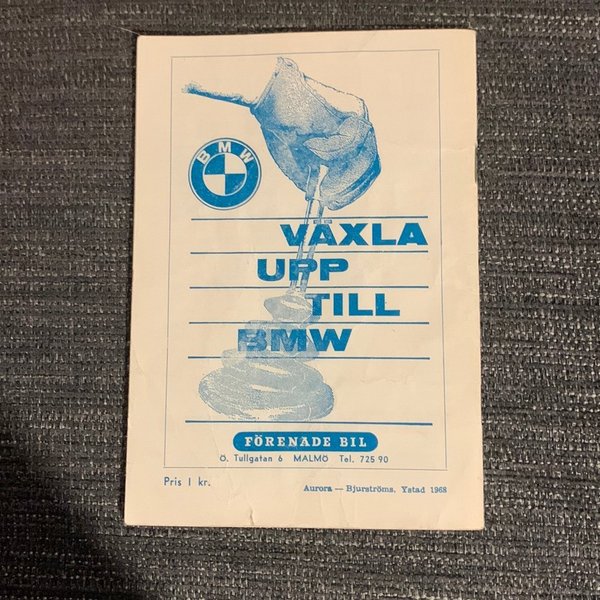 BMW
VÄXLA
UPP
TILL
BMW
FÖRENADE BIL
Ö. Tullgatan 6 MALMÖ Tel. 725 90
Pris 1 kr.
Aurora — Bjurströms, Ystad 1968